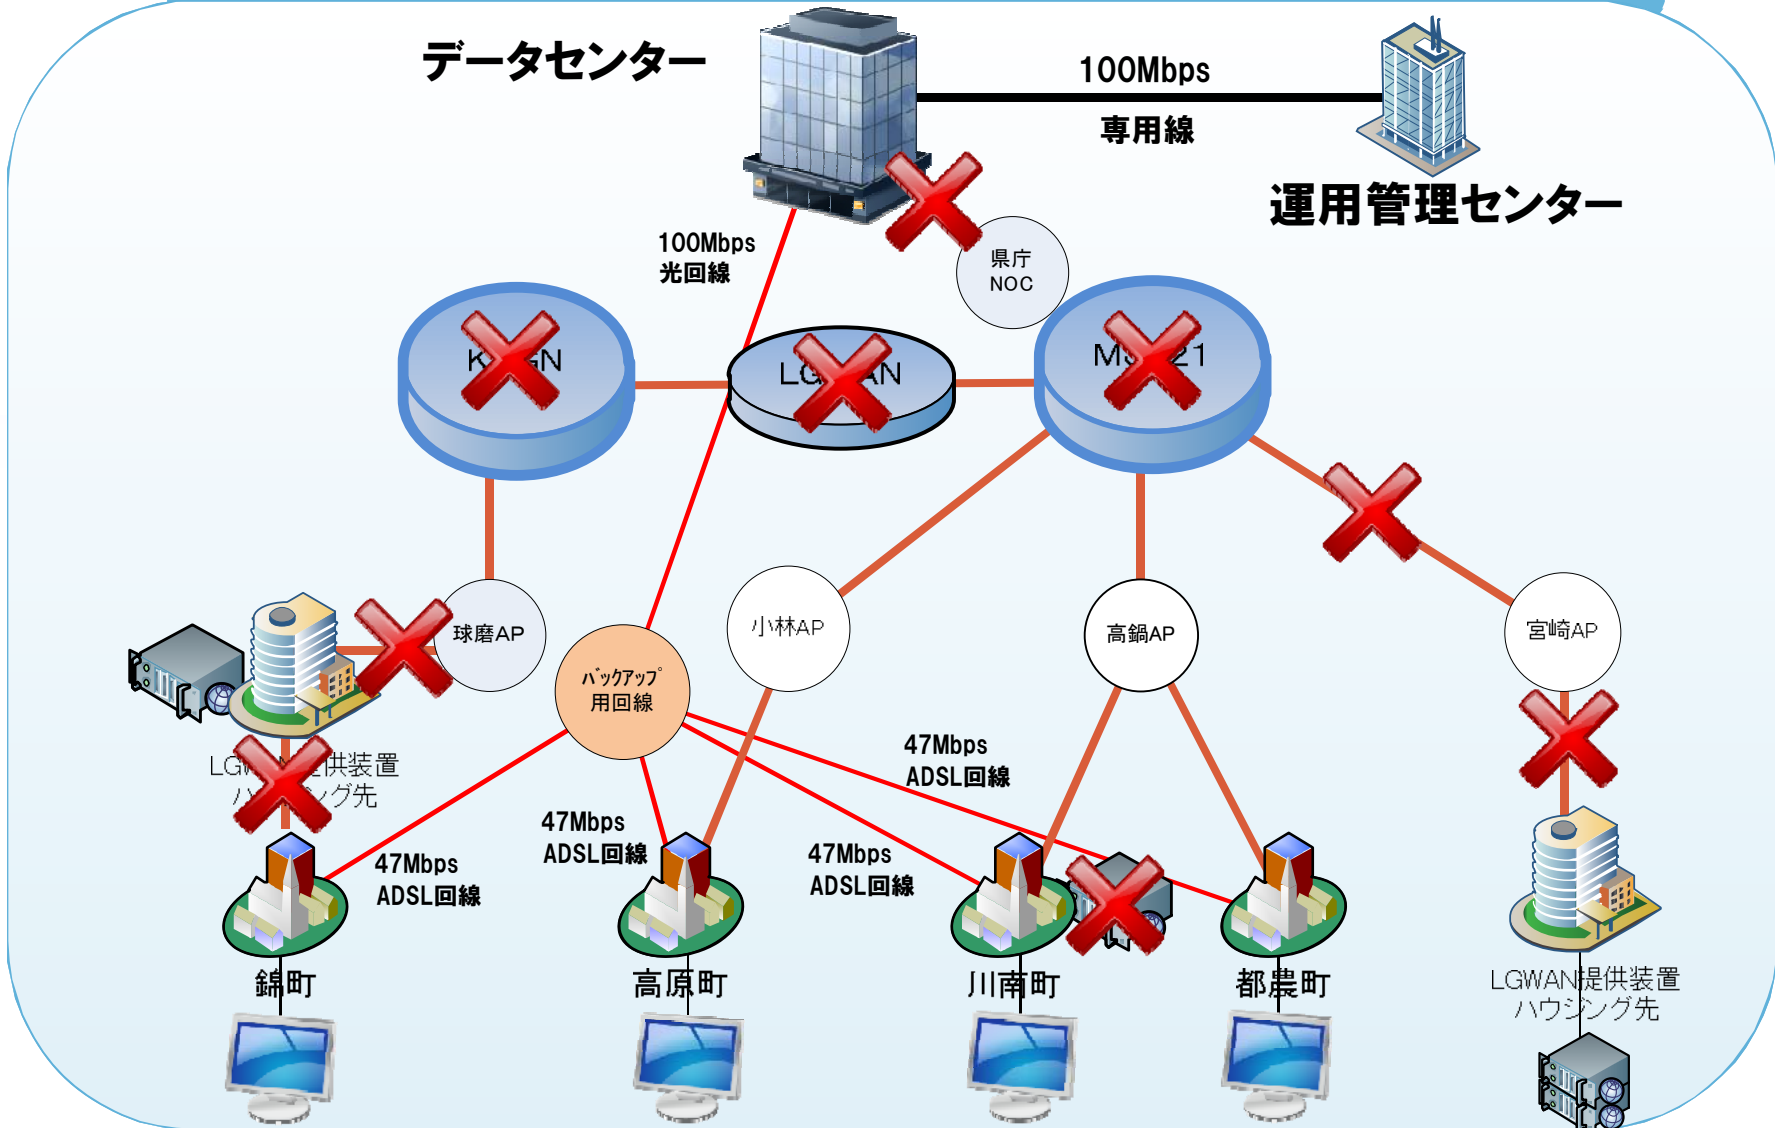 データセンター
100Mbps
専用線
運用管理センター
100Mbps
光回線
県庁
NOC
球磨AP
小林AP
高鍋AP
宮崎AP
バックアップ
用回線
47Mbps
ADSL回線
47Mbps
ADSL回線
47Mbps
ADSL回線
47Mbps
ADSL回線
錦町
高原町
川南町
都農町
LGWAN提供装置
ハウジング先